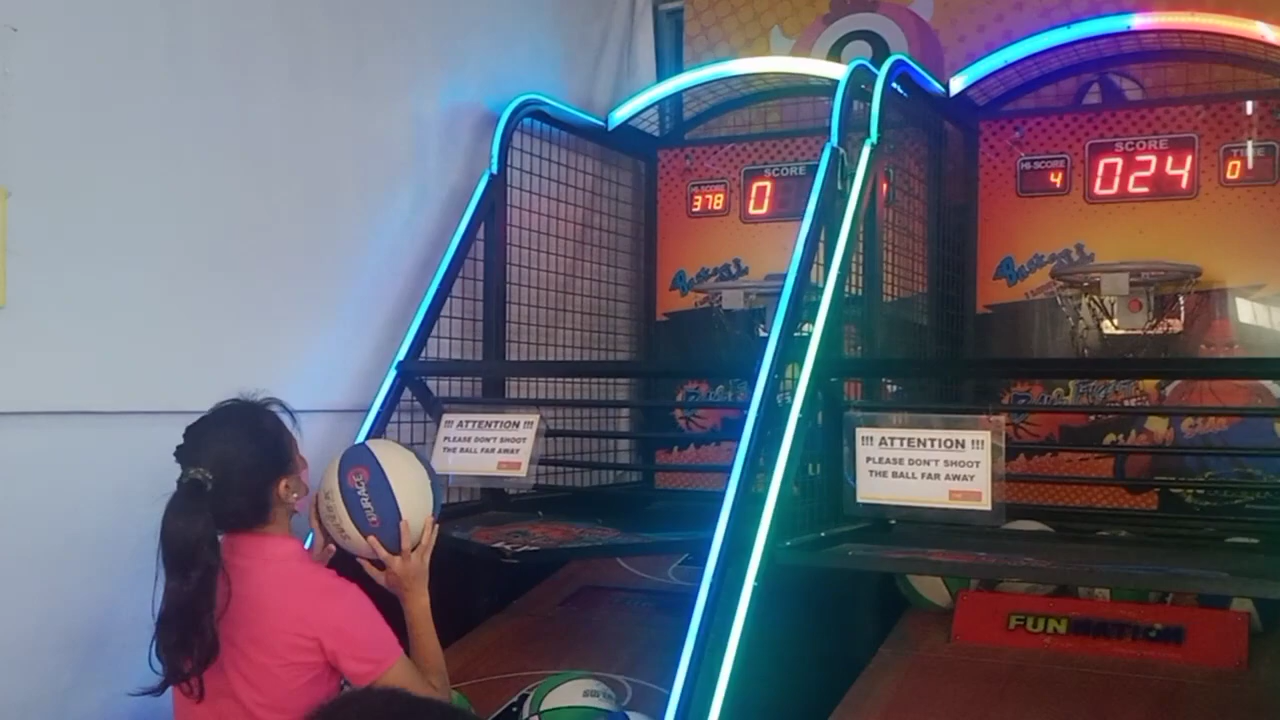 HI-SCORE
378
SCORE
0
HI-SCORE
4
SCORE
024
TIME
0
!!! ATTENTION !!!
PLEASE DON'T SHOOT
THE BALL FAR AWAY
!!! ATTENTION !!!
PLEASE DON'T SHOOT
THE BALL FAR AWAY
DURAGE
FUNNATION